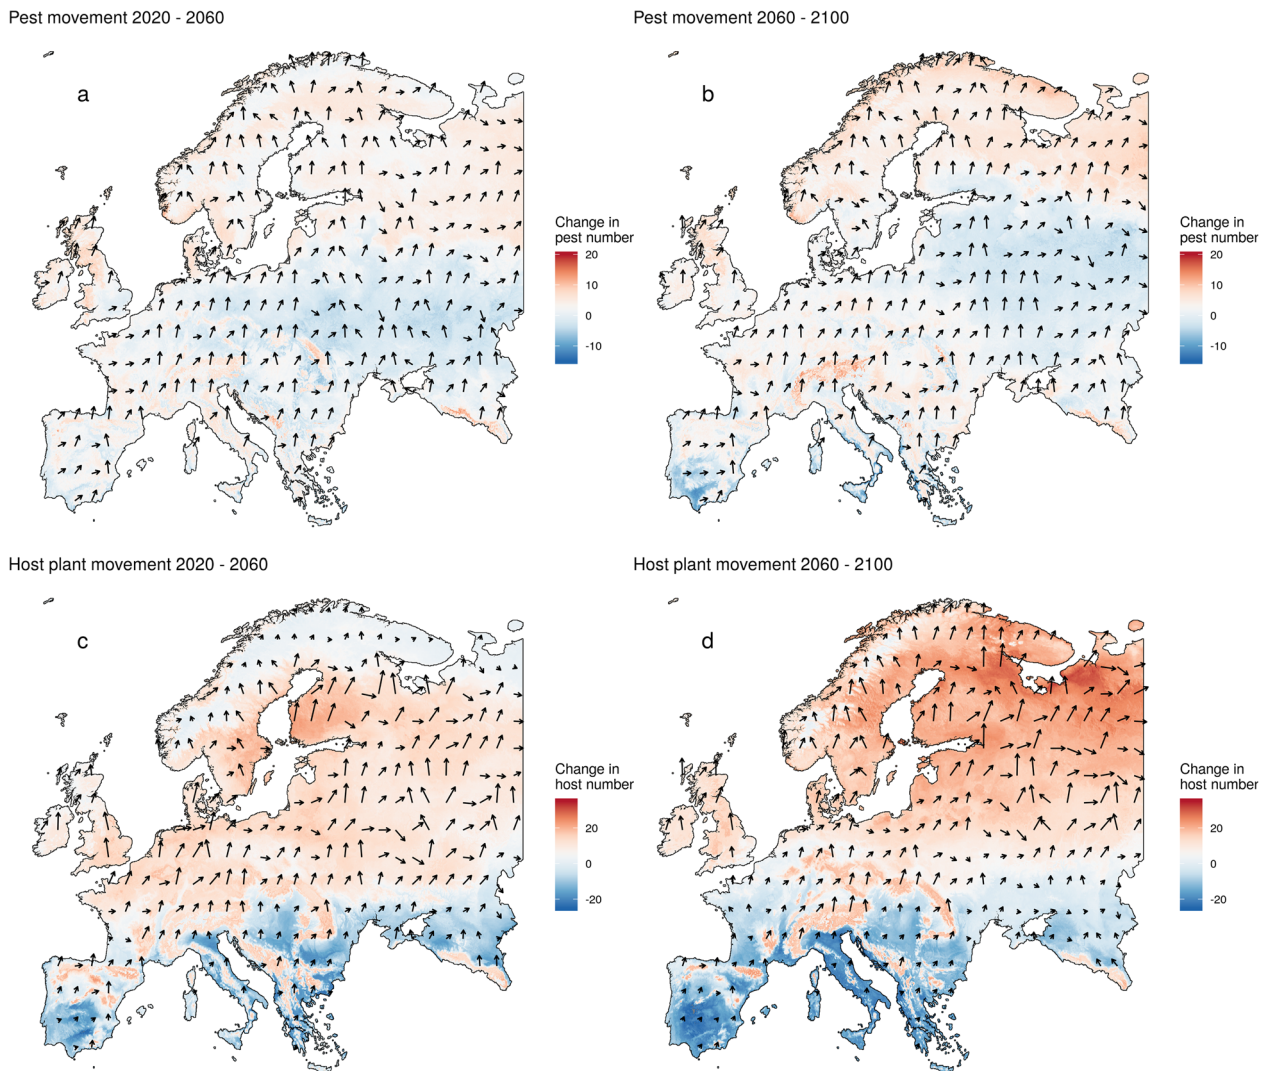 Pest movement 2020 - 2060
a
Change in
pest number
20
10
0
-10
Pest movement 2060 - 2100
b
Change in
pest number
20
10
0
-10
Host plant movement 2020 - 2060
c
Change in
host number
20
0
-20
Host plant movement 2060 - 2100
d
Change in
host number
20
0
-20